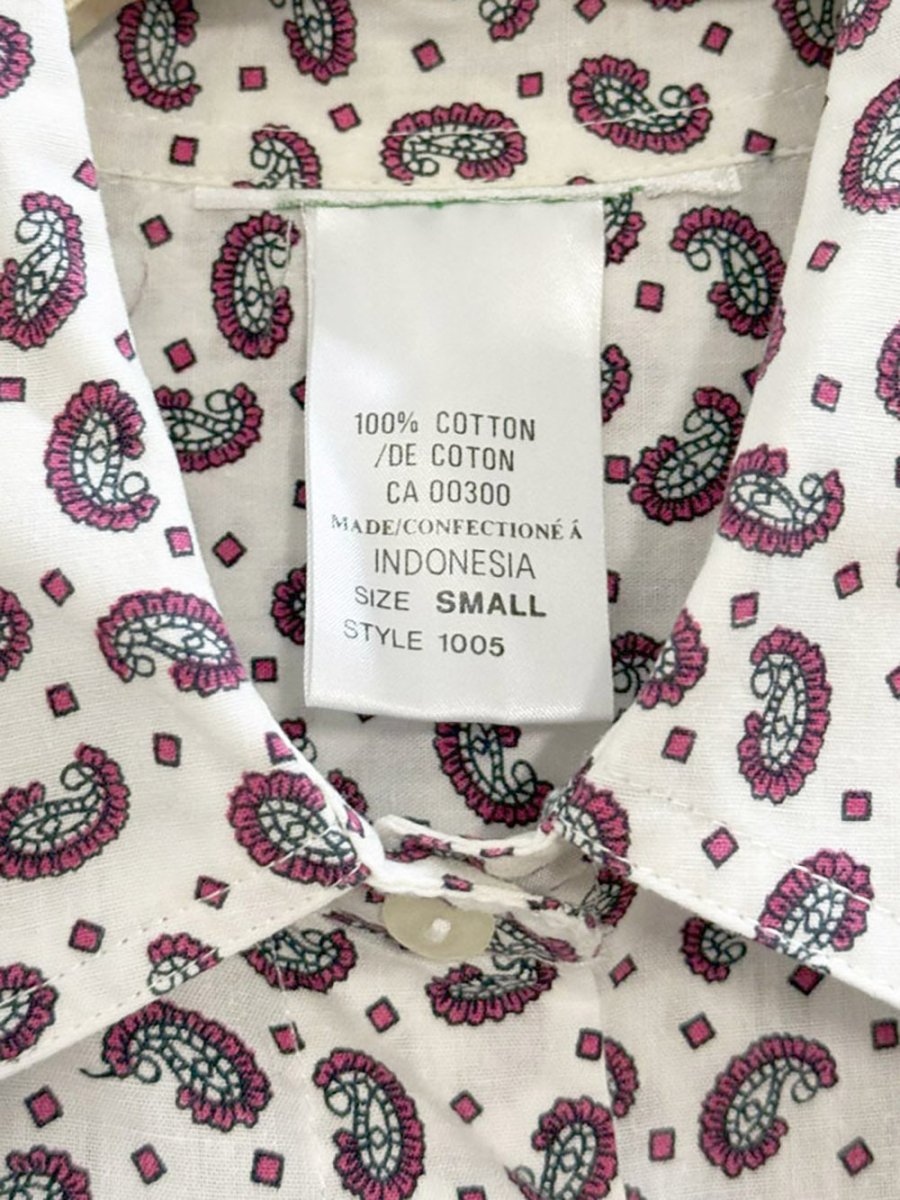 100% COTTON
/DE COTON
CA 00300
MADE/CONFECTIONÉ Â
INDONESIA
SIZE SMALL
STYLE 1005